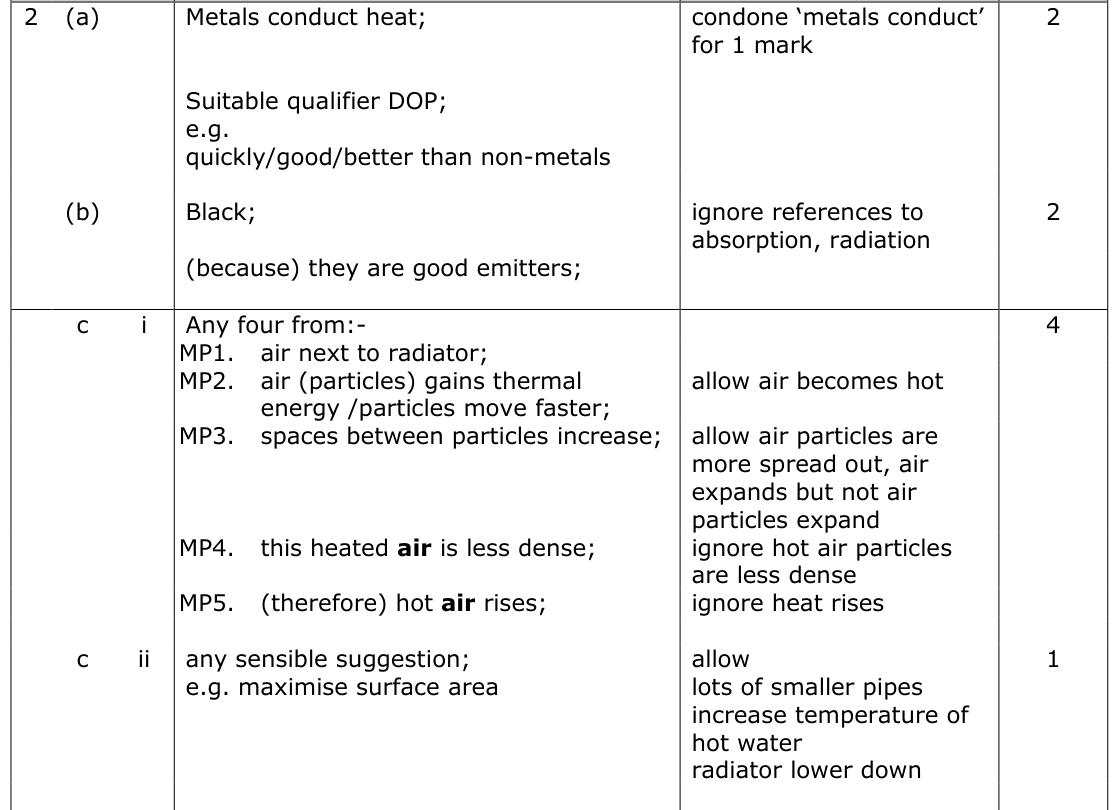 2 (a) Metals conduct heat; condone ‘metals conduct’ 2
for 1 mark
Suitable qualifier DOP;
e.g.
quickly/good/better than non-metals
(b) Black; ignore references to 2
absorption, radiation
(because) they are good emitters;
c i Any four from:- 4
MP1. air next to radiator;
MP2. air (particles) gains thermal allow air becomes hot
energy /particles move faster;
MP3. spaces between particles increase; allow air particles are
more spread out, air
expands but not air
particles expand
MP4. this heated air is less dense; ignore hot air particles
are less dense
MP5. (therefore) hot air rises; ignore heat rises
c ii any sensible suggestion; allow 1
e.g. maximise surface area lots of smaller pipes
increase temperature of
hot water
radiator lower down